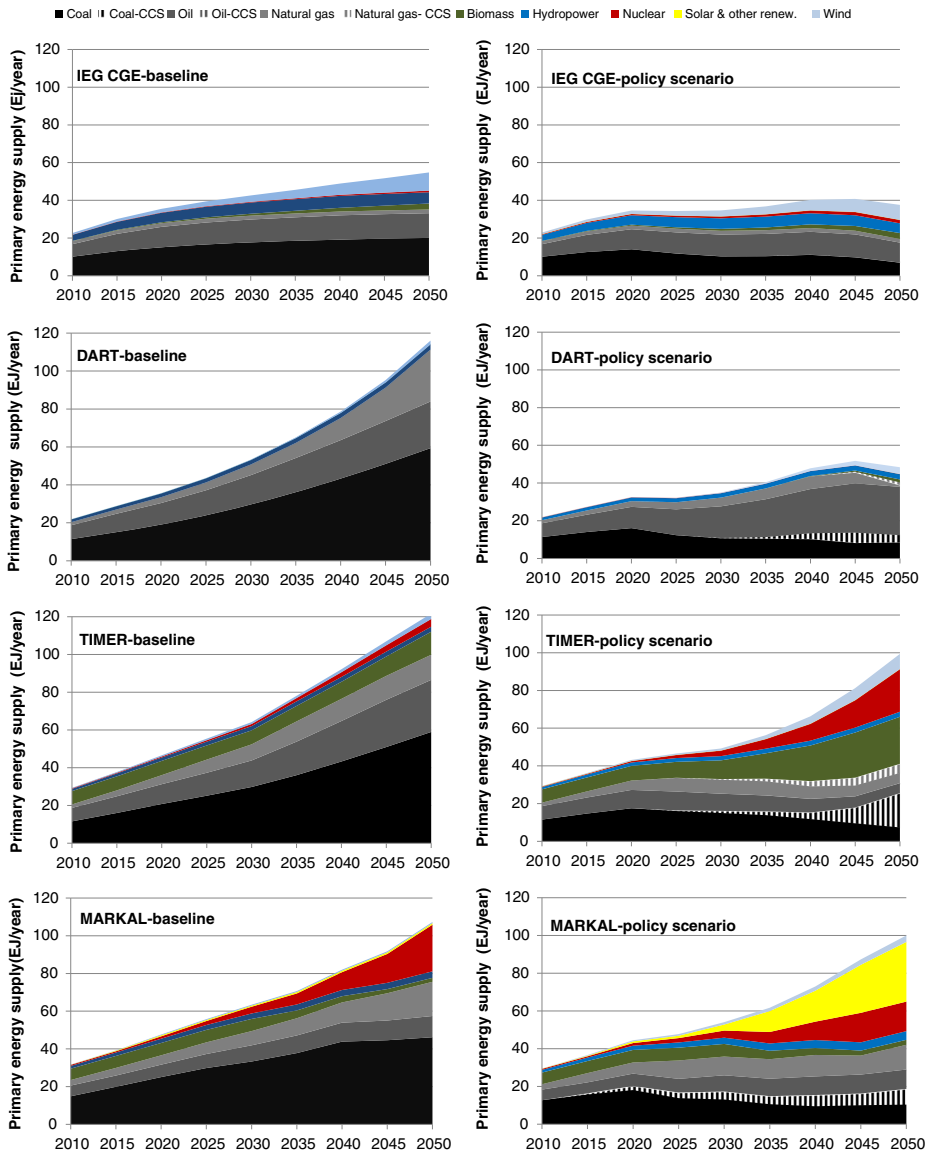 Coal Coal-CCS Oil Oil-CCS Natural gas Natural gas- CCS Biomass Hydropower Nuclear Solar & other renew. Wind
Primary energy supply (Ej/year)
120
100
80
60
40
20
0
IEG CGE-baseline
2010 2015 2020 2025 2030 2035 2040 2045 2050
Primary energy supply (EJ/year)
120
100
80
60
40
20
0
IEG CGE-policy scenario
2010 2015 2020 2025 2030 2035 2040 2045 2050
Primary energy supply (EJ/year)
120
100
80
60
40
20
0
DART-baseline
2010 2015 2020 2025 2030 2035 2040 2045 2050
Primary energy supply (EJ/year)
120
100
80
60
40
20
0
DART-policy scenario
2010 2015 2020 2025 2030 2035 2040 2045 2050
Primary energy supply (EJ/year)
120
100
80
60
40
20
0
TIMER-baseline
2010 2015 2020 2025 2030 2035 2040 2045 2050
Primary energy supply (EJ/year)
120
100
80
60
40
20
0
TIMER-policy scenario
2010 2015 2020 2025 2030 2035 2040 2045 2050
Primary energy supply(EJ/year)
120
100
80
60
40
20
0
MARKAL-baseline
2010 2015 2020 2025 2030 2035 2040 2045 2050
Primary energy supply (EJ/year)
120
100
80
60
40
20
0
MARKAL-policy scenario
2010 2015 2020 2025 2030 2035 2040 2045 2050